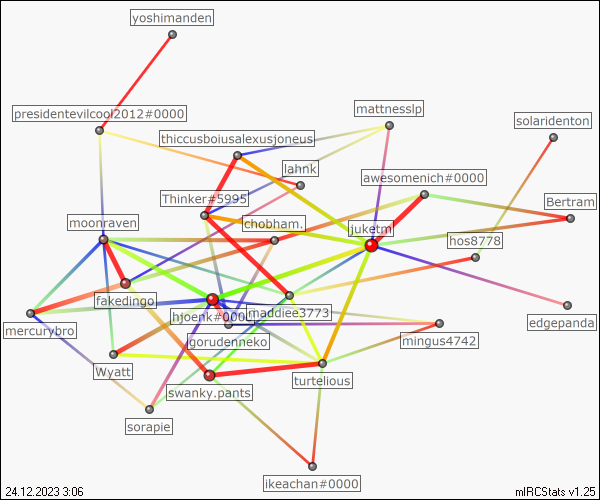 yoshimanden
presidentevilcool2012#0000
mattnesslp
solaridenton
thiccusboiusalexusjoneus
lahnk
awesomenich#0000
Thinker#5995
Bertram
moonraven
chobham.
juketm
hos8778
fakedingo
maddiee3773
hjoenk#000
edgepanda
mercurybro
gorudenneko
mingus4742
Wyatt
turtelious
swanky.pants
sorapie
ikeachan#0000
24.12.2023 3:06
mIRCStats v1.25